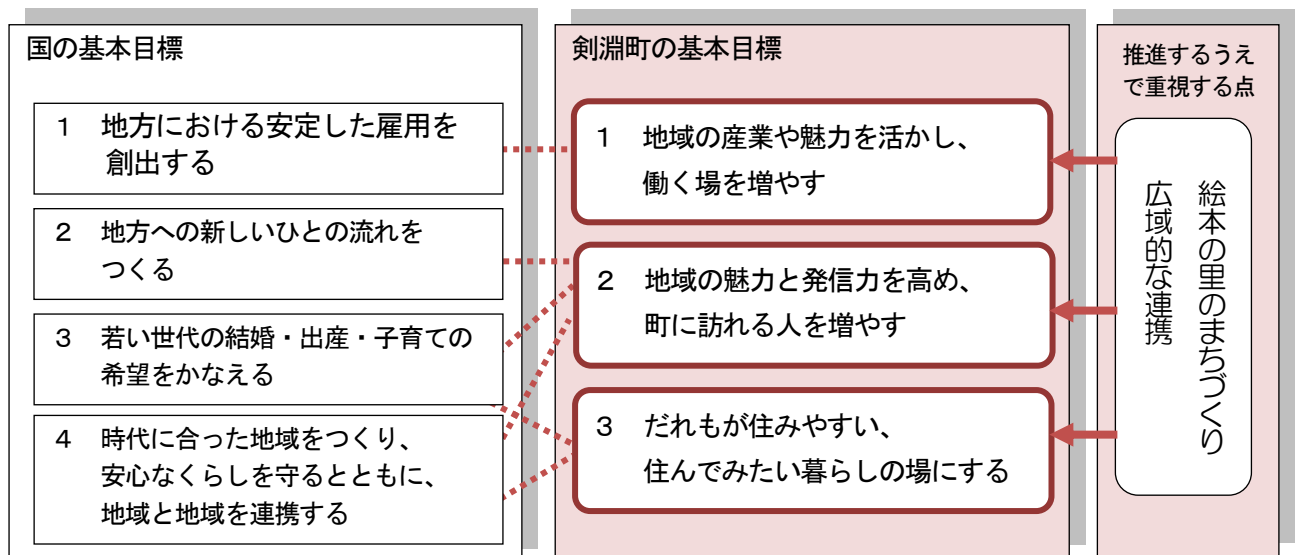 国の基本目標
1 地方における安定した雇用を
創出する
2 地方への新しいひとの流れを
つくる
3 若い世代の結婚・出産・子育ての
希望をかなえる
4 時代に合った地域をつくり、
安心なくらしを守るとともに、
地域と地域を連携する
剣淵町の基本目標
1 地域の産業や魅力を活かし、
働く場を増やす
2 地域の魅力と発信力を高め、
町に訪れる人を増やす
3 だれもが住みやすい、
住んでみたい暮らしの場にする
推進するうえ
で重視する点
絵本の里のまちづくり
広域的な連携